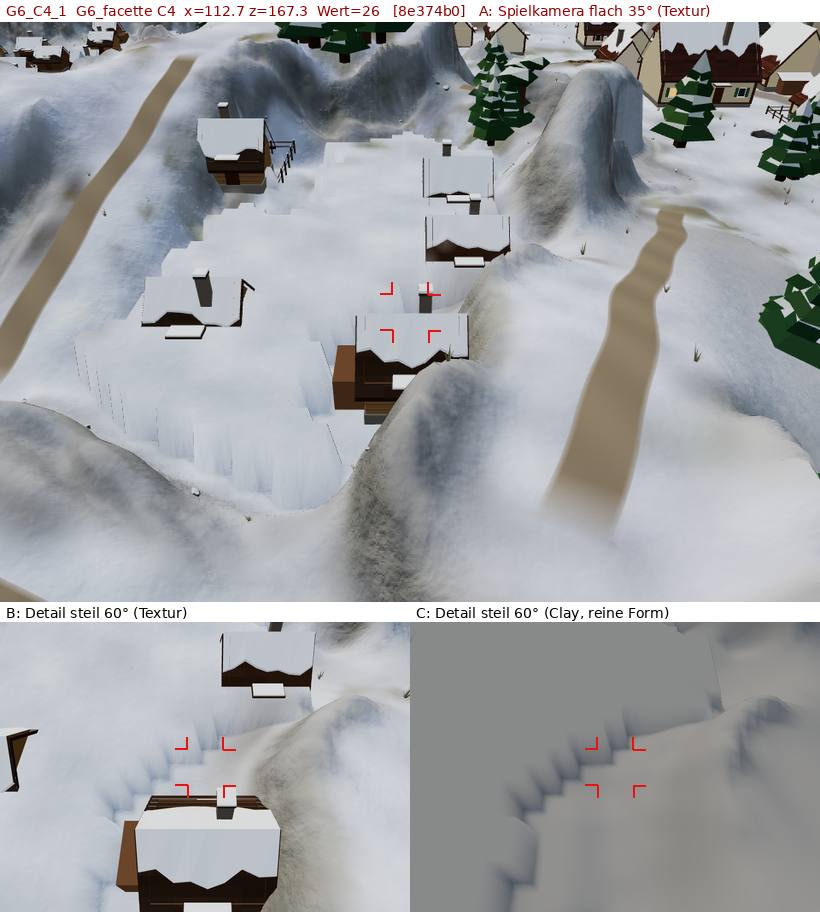 G6_C4_1  G6_facette C4  x=112.7 z=167.3  Wert=26   [8e374b0]   A: Spielkamera flach 35° (Textur)
B: Detail steil 60° (Textur)
C: Detail steil 60° (Clay, reine Form)